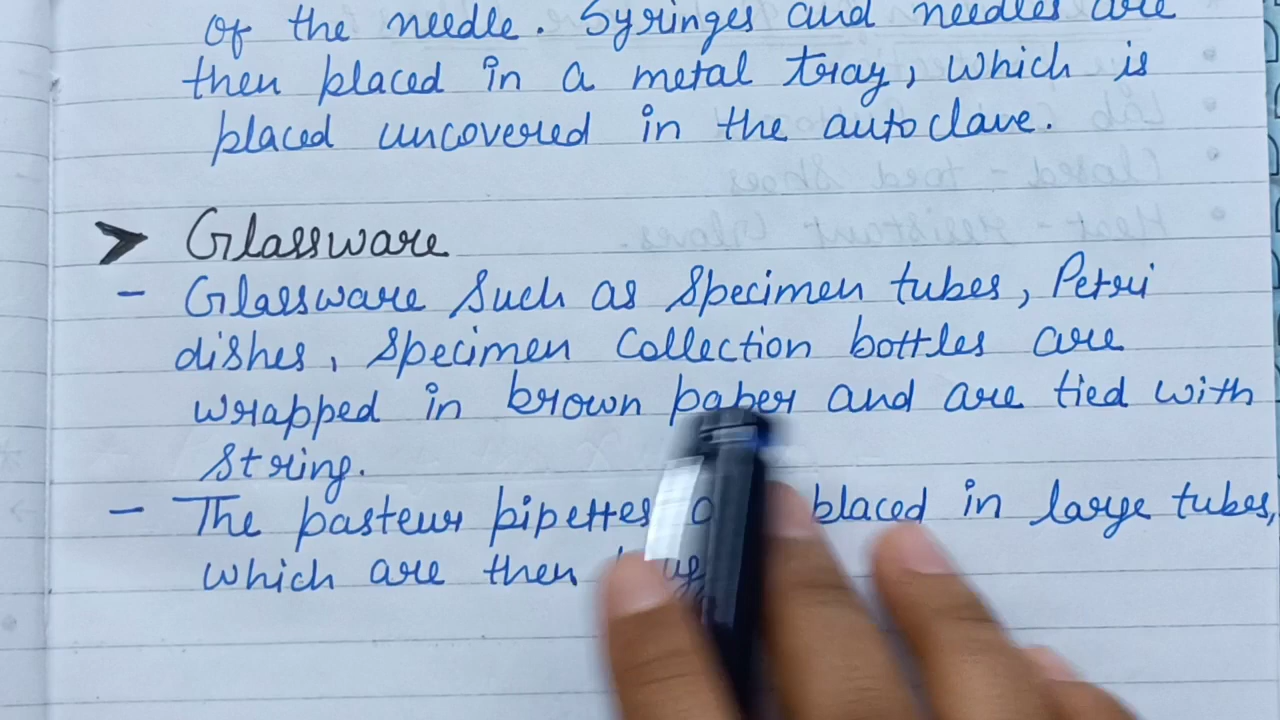 of the needle. Syringes and needles are
then placed in a metal tray, which is
placed uncovered in the autoclave.
➤ Glassware
- Glassware such as specimen tubes, Petri
dishes, specimen collection bottles are
wrapped in brown paper and are tied with
string.
- The pasteur pipettes placed in large tubes,
which are then